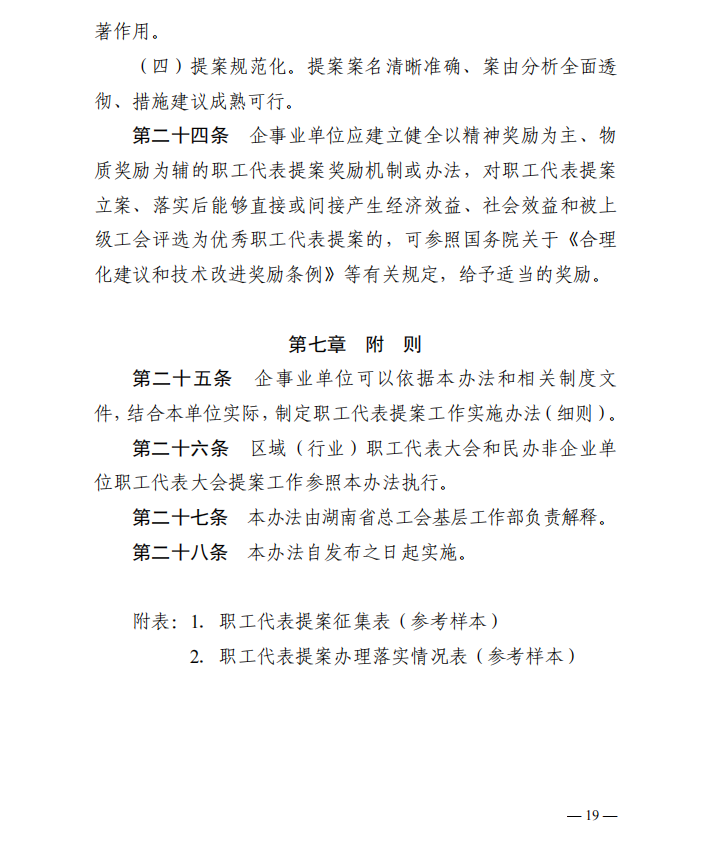 著作用。
（四）提案规范化。提案案名清晰准确、案由分析全面透
彻、措施建议成熟可行。
第二十四条　企事业单位应建立健全以精神奖励为主、物
质奖励为辅的职工代表提案奖励机制或办法，对职工代表提案
立案、落实后能够直接或间接产生经济效益、社会效益和被上
级工会评选为优秀职工代表提案的，可参照国务院关于《合理
化建议和技术改进奖励条例》等有关规定，给予适当的奖励。
第七章　附　则
第二十五条　企事业单位可以依据本办法和相关制度文
件，结合本单位实际，制定职工代表提案工作实施办法（细则）。
第二十六条　区域（行业）职工代表大会和民办非企业单
位职工代表大会提案工作参照本办法执行。
第二十七条　本办法由湖南省总工会基层工作部负责解释。
第二十八条　本办法自发布之日起实施。
附表：1. 职工代表提案征集表（参考样本）
2. 职工代表提案办理落实情况表（参考样本）
— 19 —